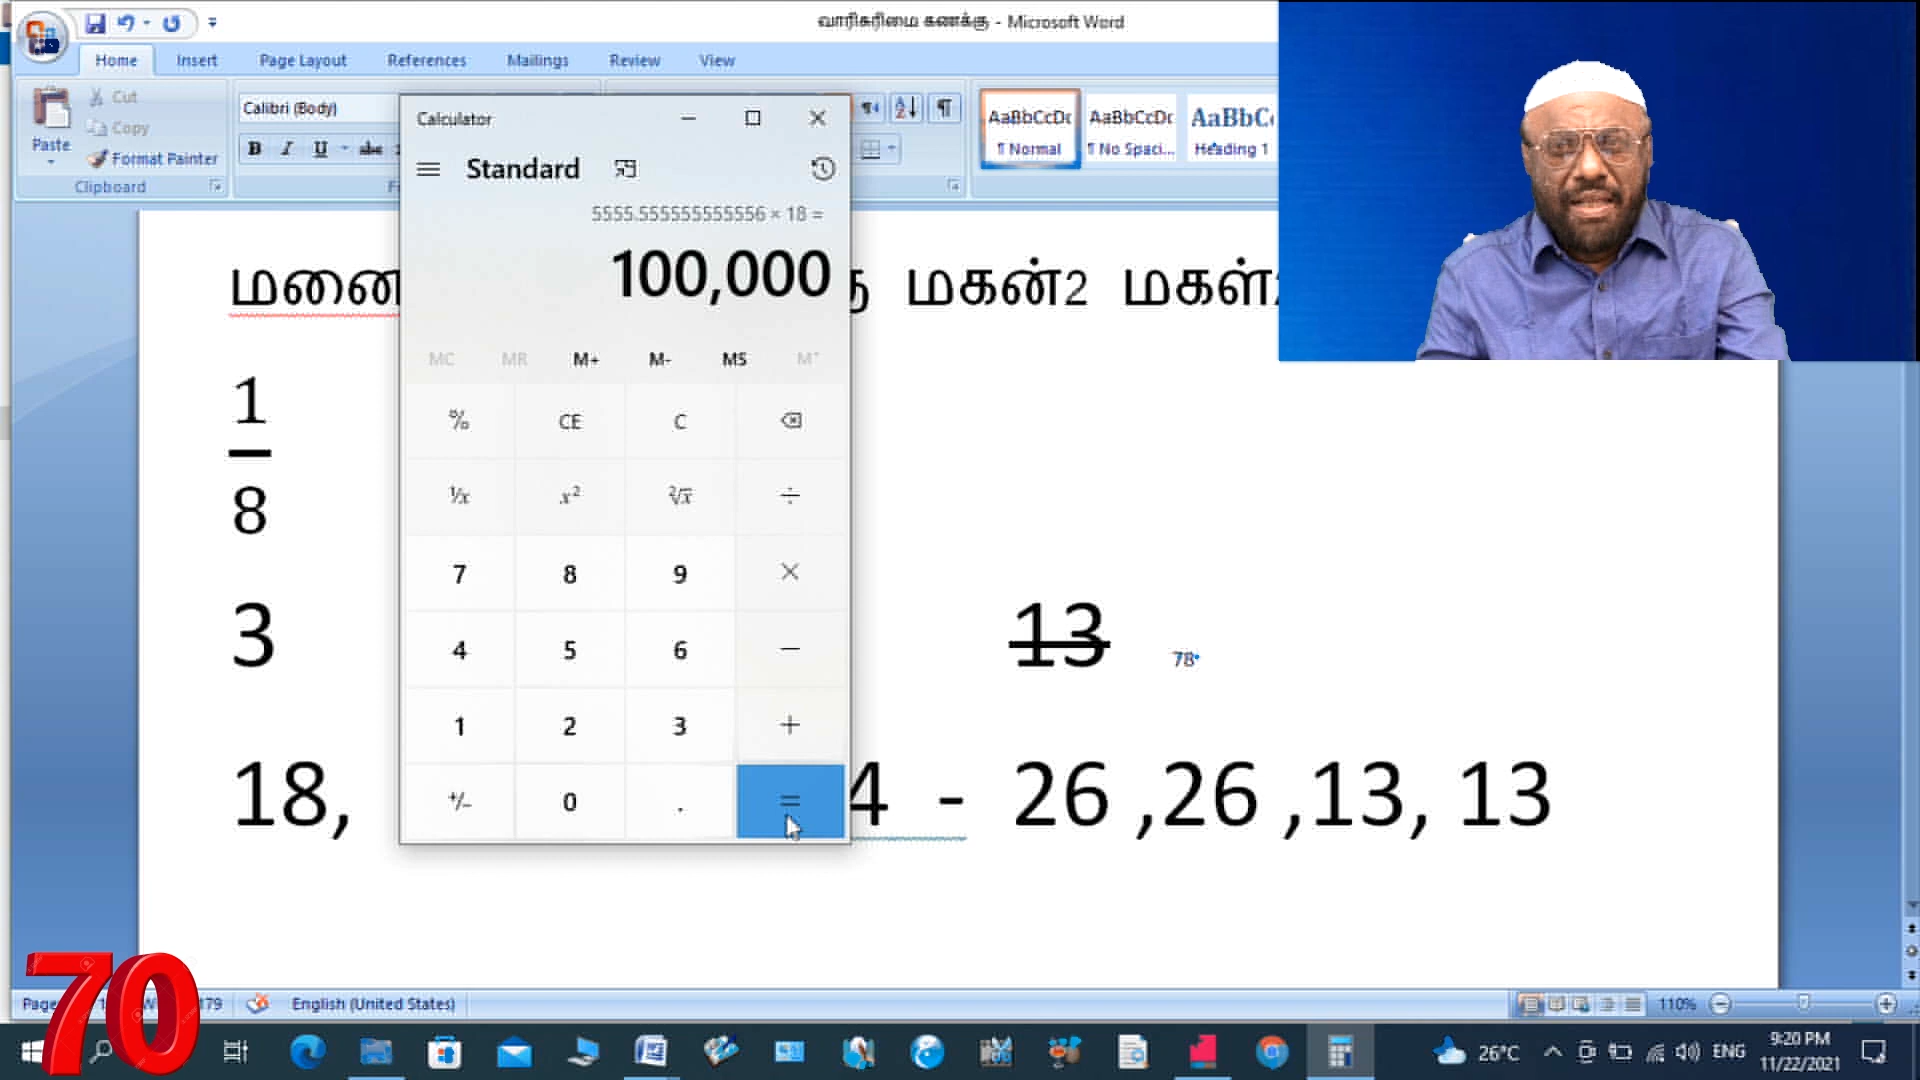 வாரிசுரிமை கணக்கு - Microsoft Word
Home Insert Page Layout References Mailings Review View
Paste
Cut
Copy
Format Painter
Clipboard
Calibri (Body)
B I U abc
AaBbCcDc AaBbCcDc AaBbC
¶ Normal ¶ No Spaci... Heading 1
Calculator
Standard
5555.555555555556 × 18 =
100,000
MC MR M+ M- MS M˅
% CE C
¹/x x² ²√x ÷
7 8 9 ×
4 5 6 −
1 2 3 +
+/− 0 . =
மகன்2 மகள்2
1
8
3
13
78
18, 4 - 26 ,26 ,13, 13
70
179
English (United States)
110%
26°C
ENG
9:20 PM
11/22/2021